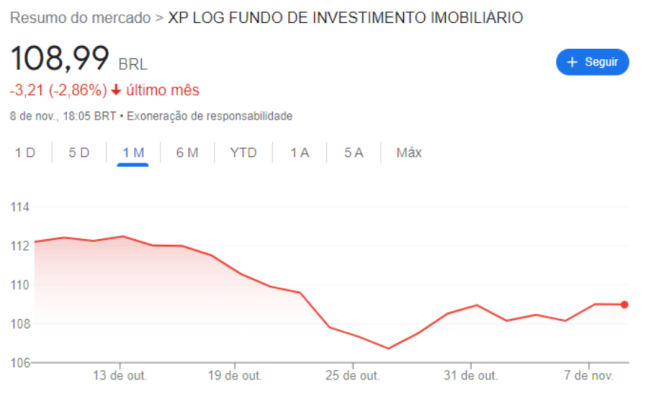 Resumo do mercado > XP LOG FUNDO DE INVESTIMENTO IMOBILIÁRIO
108,99 BRL
+ Seguir
-3,21 (-2,86%) ↓ último mês
8 de nov., 18:05 BRT • Exoneração de responsabilidade
1 D 5 D 1 M 6 M YTD 1 A 5 A Máx
114
112
110
108
106
13 de out. 19 de out. 25 de out. 31 de out. 7 de nov.